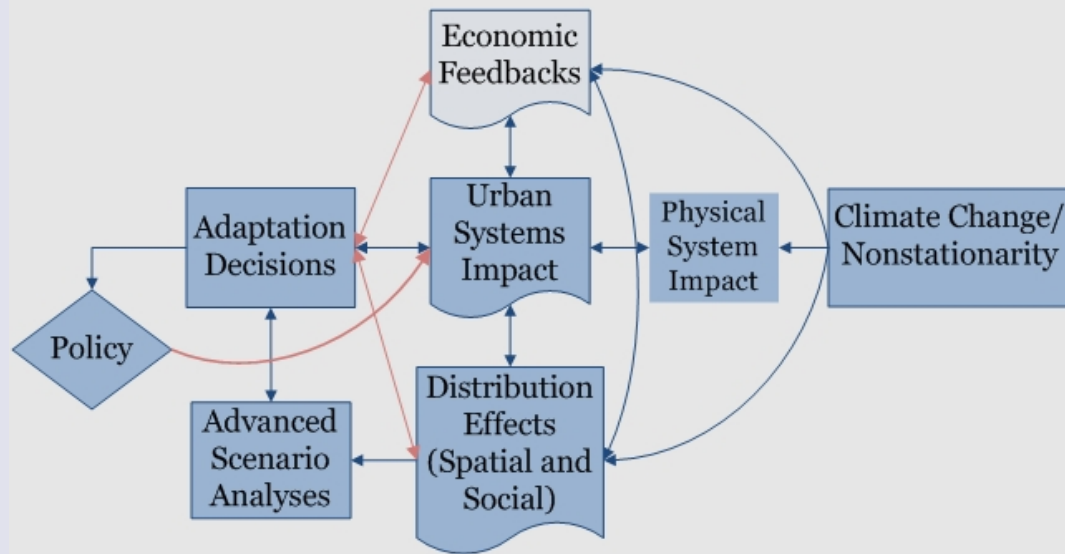 Economic
Feedbacks
Urban
Systems
Impact
Physical
System
Impact
Climate Change/
Nonstationarity
Adaptation
Decisions
Policy
Advanced
Scenario
Analyses
Distribution
Effects
(Spatial and
Social)